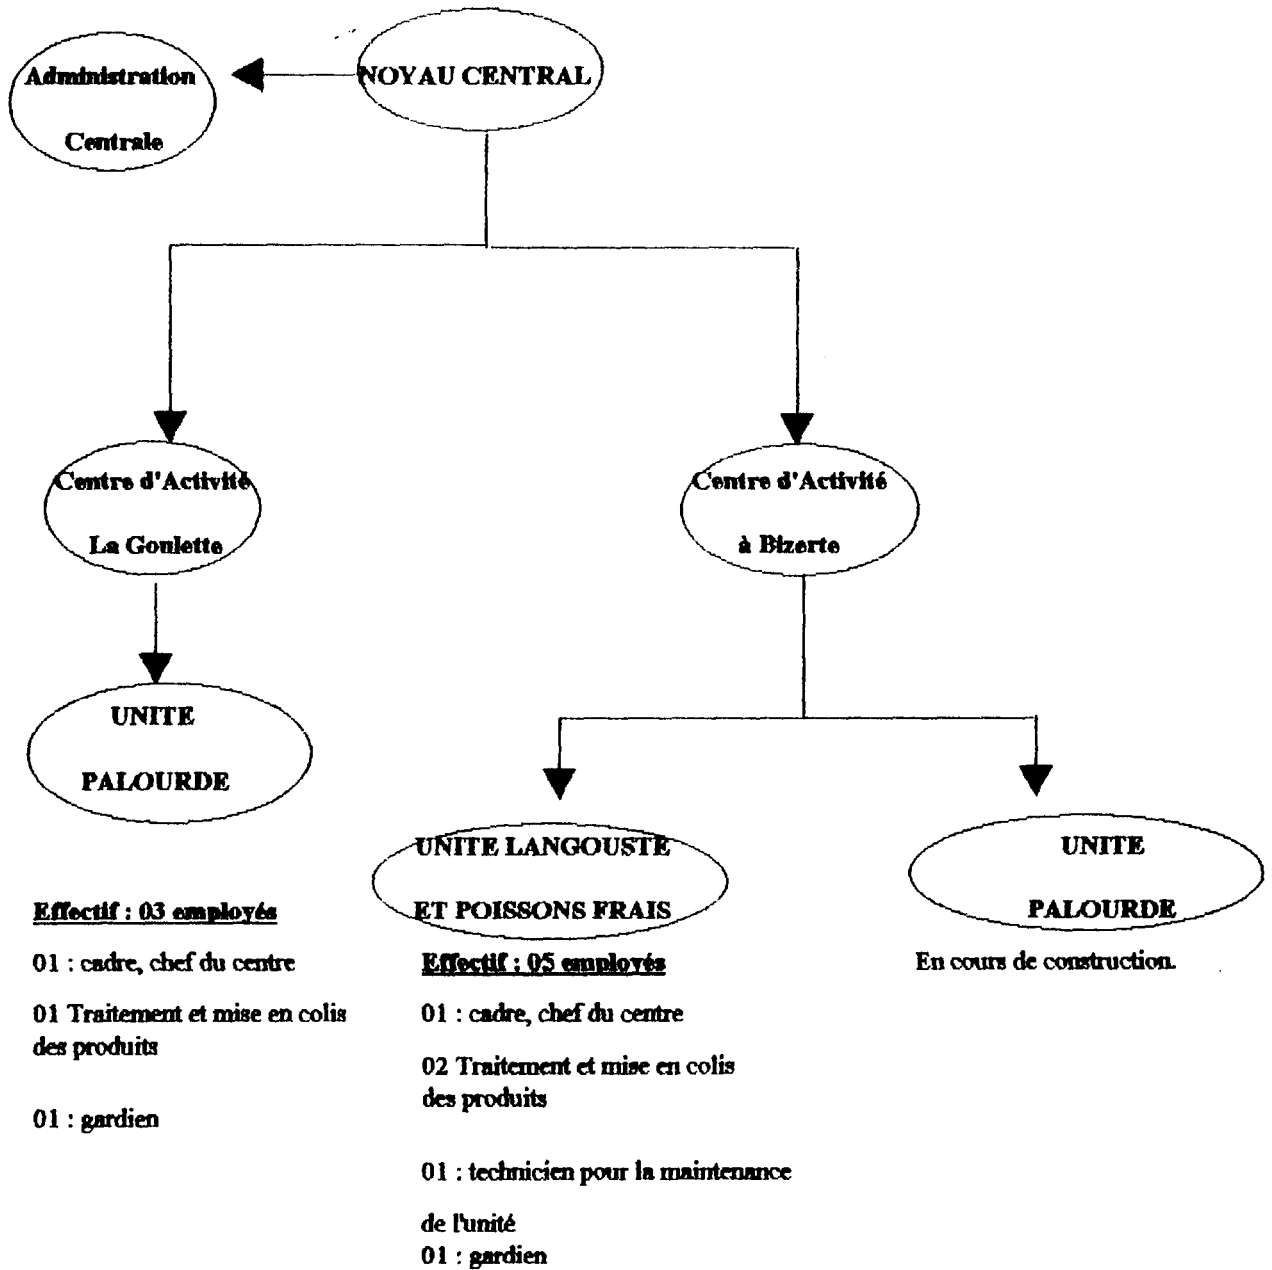 Administration
Centrale
NOYAU CENTRAL
Centre d'Activité
La Goulette
Centre d'Activité
à Bizerte
UNITE
PALOURDE
UNITE LANGOUSTE
ET POISSONS FRAIS
UNITE
PALOURDE
Effectif : 03 employés
01 : cadre, chef du centre
01 Traitement et mise en colis
des produits
01 : gardien
Effectif : 05 employés
01 : cadre, chef du centre
02 Traitement et mise en colis
des produits
01 : technicien pour la maintenance
de l'unité
01 : gardien
En cours de construction.